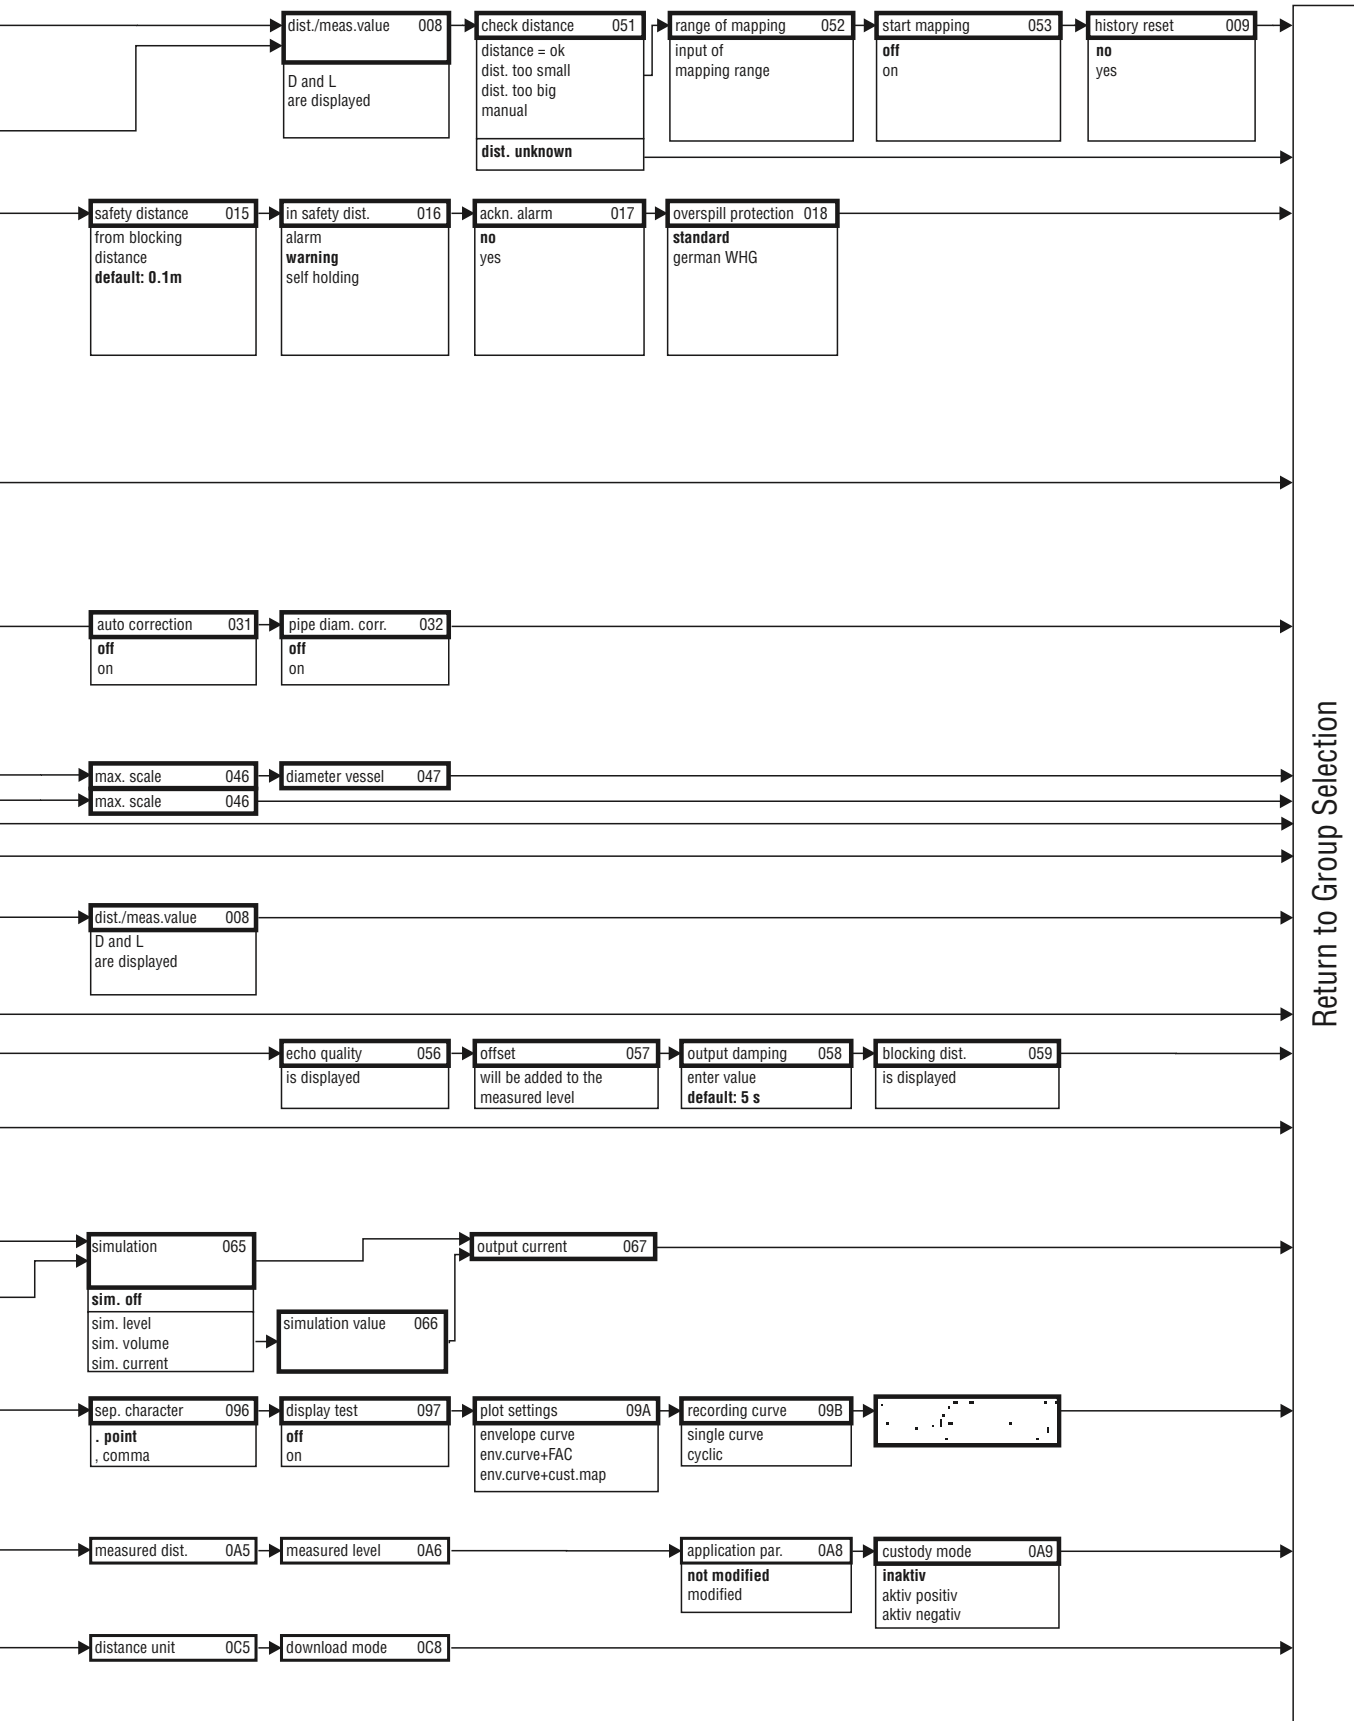 dist./meas.value 008
D and L
are displayed
check distance 051
distance = ok
dist. too small
dist. too big
manual
dist. unknown
range of mapping 052
input of
mapping range
start mapping 053
off
on
history reset 009
no
yes
safety distance 015
from blocking
distance
default: 0.1m
in safety dist. 016
alarm
warning
self holding
ackn. alarm 017
no
yes
overspill protection 018
standard
german WHG
auto correction 031
off
on
pipe diam. corr. 032
off
on
max. scale 046
diameter vessel 047
max. scale 046
dist./meas.value 008
D and L
are displayed
echo quality 056
is displayed
offset 057
will be added to the
measured level
output damping 058
enter value
default: 5 s
blocking dist. 059
is displayed
simulation 065
sim. off
sim. level
sim. volume
sim. current
simulation value 066
output current 067
sep. character 096
. point
, comma
display test 097
off
on
plot settings 09A
envelope curve
env.curve+FAC
env.curve+cust.map
recording curve 09B
single curve
cyclic
measured dist. 0A5
measured level 0A6
application par. 0A8
not modified
modified
custody mode 0A9
inaktiv
aktiv positiv
aktiv negativ
distance unit 0C5
download mode 0C8
Return to Group Selection